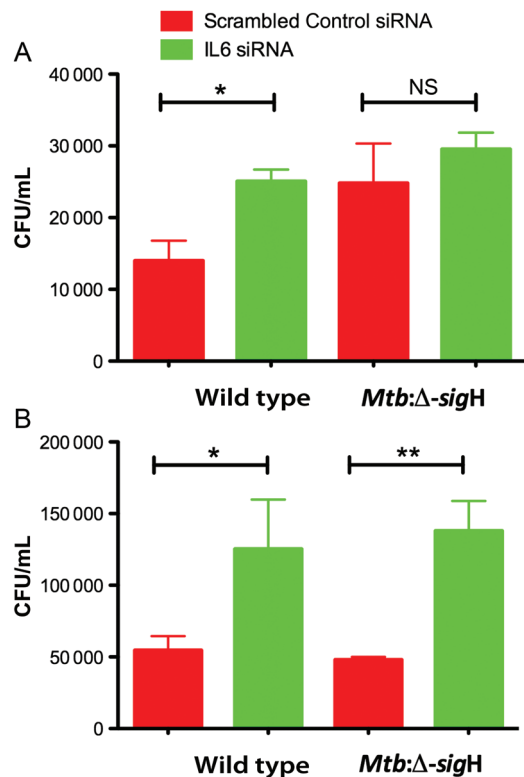 Scrambled Control siRNA
IL6 siRNA
A
40 000
30 000
20 000
10 000
0
CFU/mL
*
NS
Wild type
Mtb:Δ-sigH
B
200 000
150 000
100 000
50 000
0
CFU/mL
*
**
Wild type
Mtb:Δ-sigH